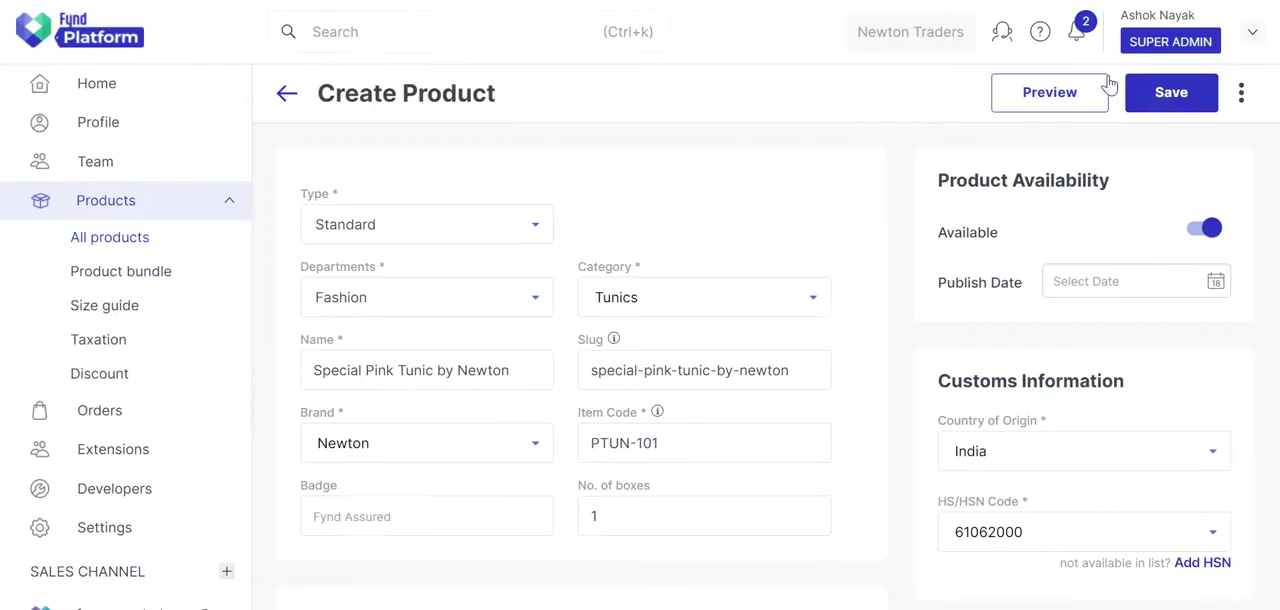 Fynd
Platform
Search
(Ctrl+k)
Newton Traders
?
2
Ashok Nayak
SUPER ADMIN
Home
Profile
Team
Products
All products
Product bundle
Size guide
Taxation
Discount
Orders
Extensions
Developers
Settings
SALES CHANNEL
+
Create Product
Preview
Save
Type *
Standard
Departments *
Fashion
Category *
Tunics
Name *
Special Pink Tunic by Newton
Slug
special-pink-tunic-by-newton
Brand *
Newton
Item Code *
PTUN-101
Badge
Fynd Assured
No. of boxes
1
Product Availability
Available
Publish Date
Select Date
18
Customs Information
Country of Origin *
India
HS/HSN Code *
61062000
not available in list? Add HSN